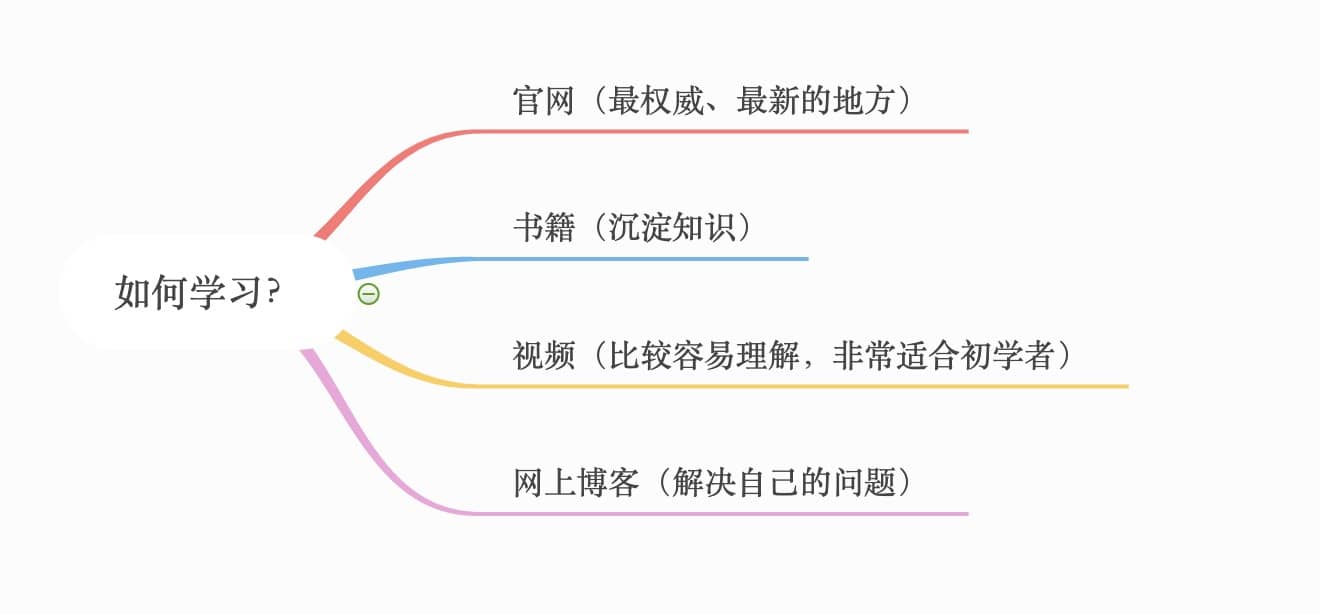 官网（最权威、最新的地方）
书籍（沉淀知识）
如何学习?
视频（比较容易理解，非常适合初学者）
网上博客（解决自己的问题）